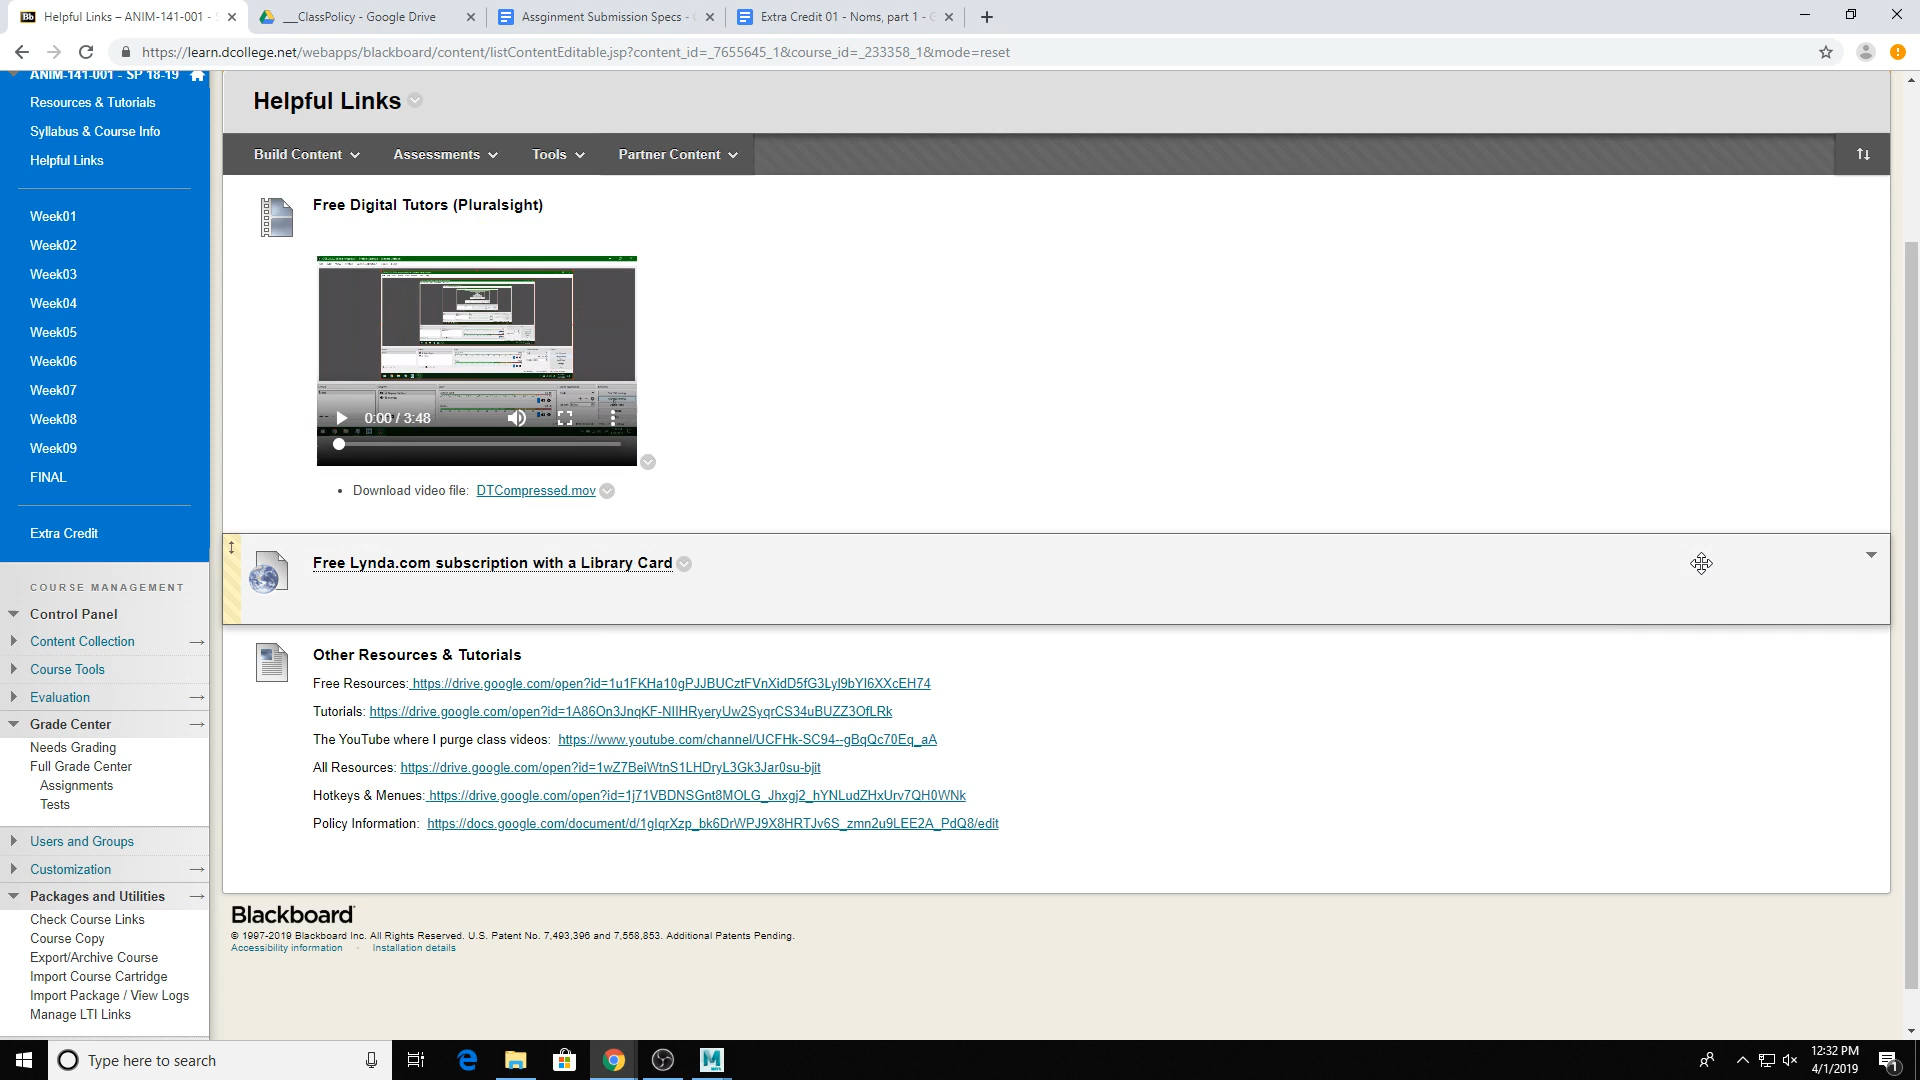 Helpful Links – ANIM-141-001 -
__ClassPolicy - Google Drive
Assginment Submission Specs -
Extra Credit 01 - Noms, part 1 -
https://learn.dcollege.net/webapps/blackboard/content/listContentEditable.jsp?content_id=_7655645_1&course_id=_233358_1&mode=reset
ANIM-141-001 - SP 18-19
Resources & Tutorials
Syllabus & Course Info
Helpful Links
Week01
Week02
Week03
Week04
Week05
Week06
Week07
Week08
Week09
FINAL
Extra Credit
COURSE MANAGEMENT
Control Panel
Content Collection
Course Tools
Evaluation
Grade Center
Needs Grading
Full Grade Center
Assignments
Tests
Users and Groups
Customization
Packages and Utilities
Check Course Links
Course Copy
Export/Archive Course
Import Course Cartridge
Import Package / View Logs
Manage LTI Links
Helpful Links
Build Content
Assessments
Tools
Partner Content
Free Digital Tutors (Pluralsight)
0:00 / 3:48
Download video file: DTCompressed.mov
Free Lynda.com subscription with a Library Card
Other Resources & Tutorials
Free Resources: https://drive.google.com/open?id=1u1FKHa10gPJJBUCztFVnXidD5fG3LyI9bYI6XXcEH74
Tutorials: https://drive.google.com/open?id=1A86On3JnqKF-NIIHRyeryUw2SyqrCS34uBUZZ3OfLRk
The YouTube where I purge class videos: https://www.youtube.com/channel/UCFHk-SC94--gBqQc70Eq_aA
All Resources: https://drive.google.com/open?id=1wZ7BeiWtnS1LHDryL3Gk3Jar0su-bjit
Hotkeys & Menues: https://drive.google.com/open?id=1j71VBDNSGnt8MOLG_Jhxgj2_hYNLudZHxUrv7QH0WNk
Policy Information: https://docs.google.com/document/d/1glqrXzp_bk6DrWPJ9X8HRTJv6S_zmn2u9LEE2A_PdQ8/edit
Blackboard
© 1997-2019 Blackboard Inc. All Rights Reserved. U.S. Patent No. 7,493,396 and 7,558,853. Additional Patents Pending.
Accessibility information · Installation details
Type here to search
12:32 PM
4/1/2019
1